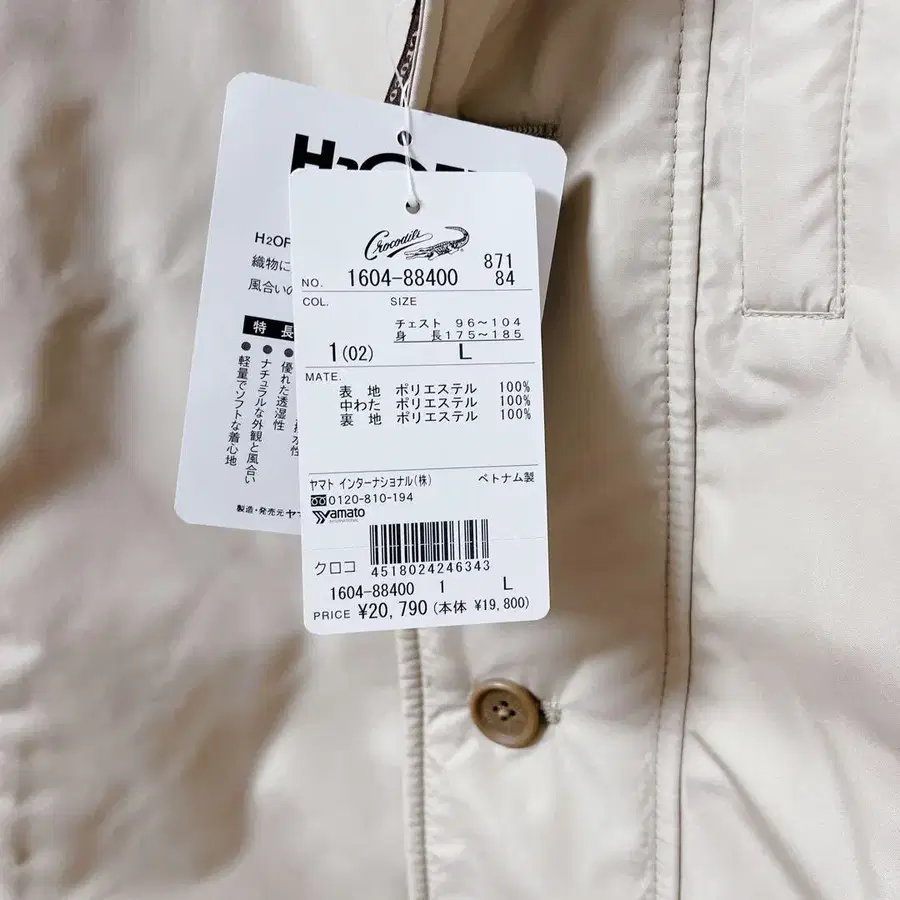 Crocodile
NO. 1604-88400 871
84
COL. SIZE
チェスト 96〜104
身 長 175〜185
1(02) L
MATE.
表 地 ポリエステル 100%
中わた ポリエステル 100%
裏 地 ポリエステル 100%
ヤマト インターナショナル(株) ベトナム製
0120-810-194
Yamato
クロコ
4518024246343
1604-88400 1 L
PRICE ¥20,790(本体 ¥19,800)
H2OF
織物に
風合いの
特 長
優れた透湿性
ナチュラルな外観と風合い
軽量でソフトな着心地
製造・発売元 ヤマ